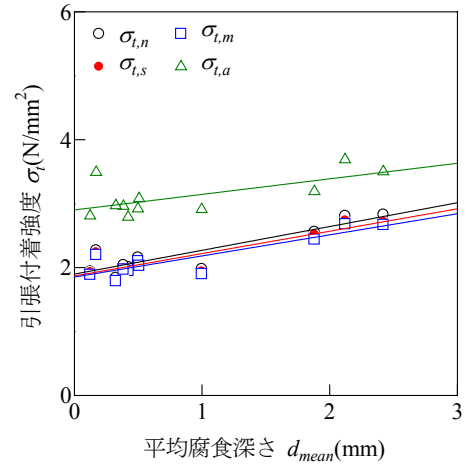 6
σt,n σt,m
σt,s σt,a
4
2
0
0 1 2 3
引張付着強度 σt(N/mm²)
平均腐食深さ dmean(mm)